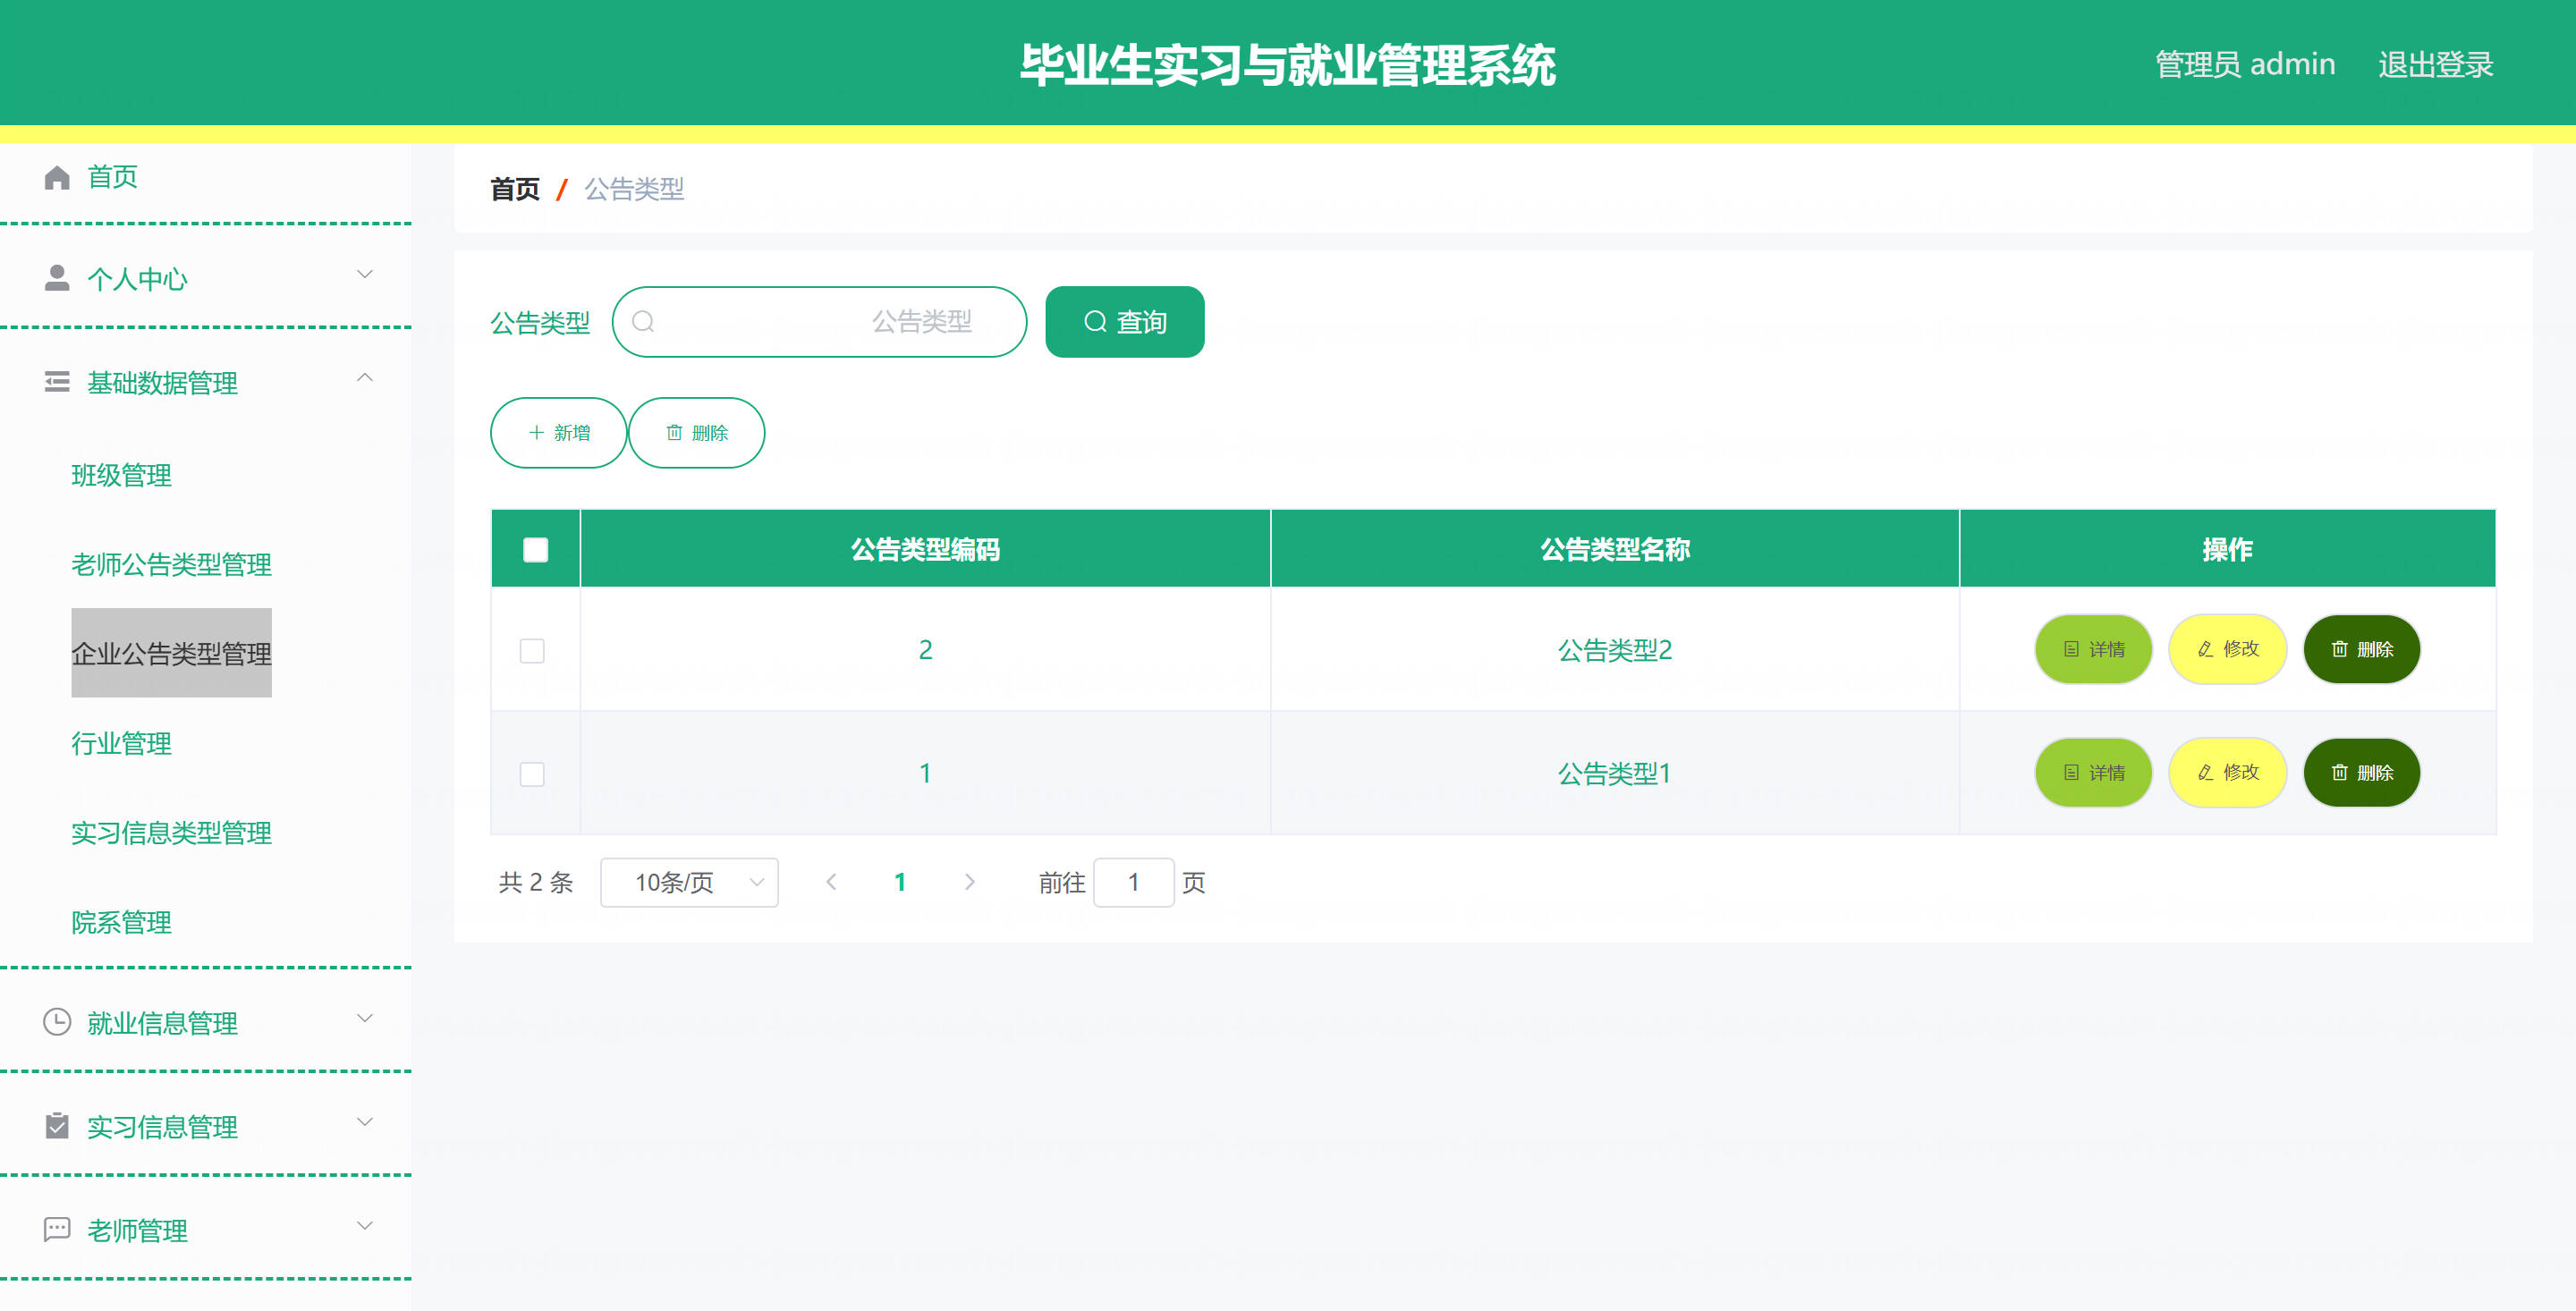 毕业生实习与就业管理系统
管理员 admin 退出登录
首页
个人中心
基础数据管理
班级管理
老师公告类型管理
企业公告类型管理
行业管理
实习信息类型管理
院系管理
就业信息管理
实习信息管理
老师管理
首页 / 公告类型
公告类型 公告类型 查询
新增 删除
公告类型编码 公告类型名称 操作
2 公告类型2 详情 修改 删除
1 公告类型1 详情 修改 删除
共 2 条 10条/页 1 前往 1 页